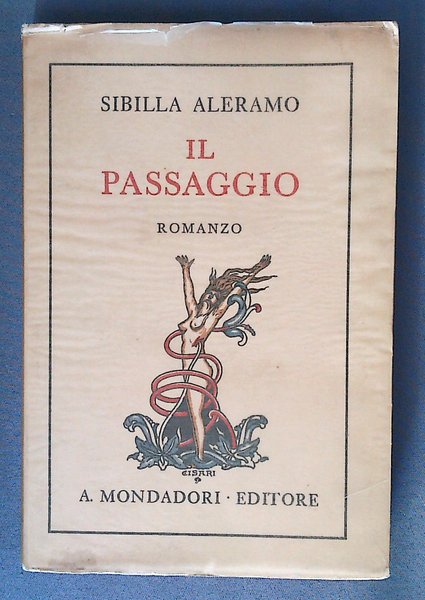 SIBILLA ALERAMO
IL
PASSAGGIO
ROMANZO
CISARI
A. MONDADORI · EDITORE